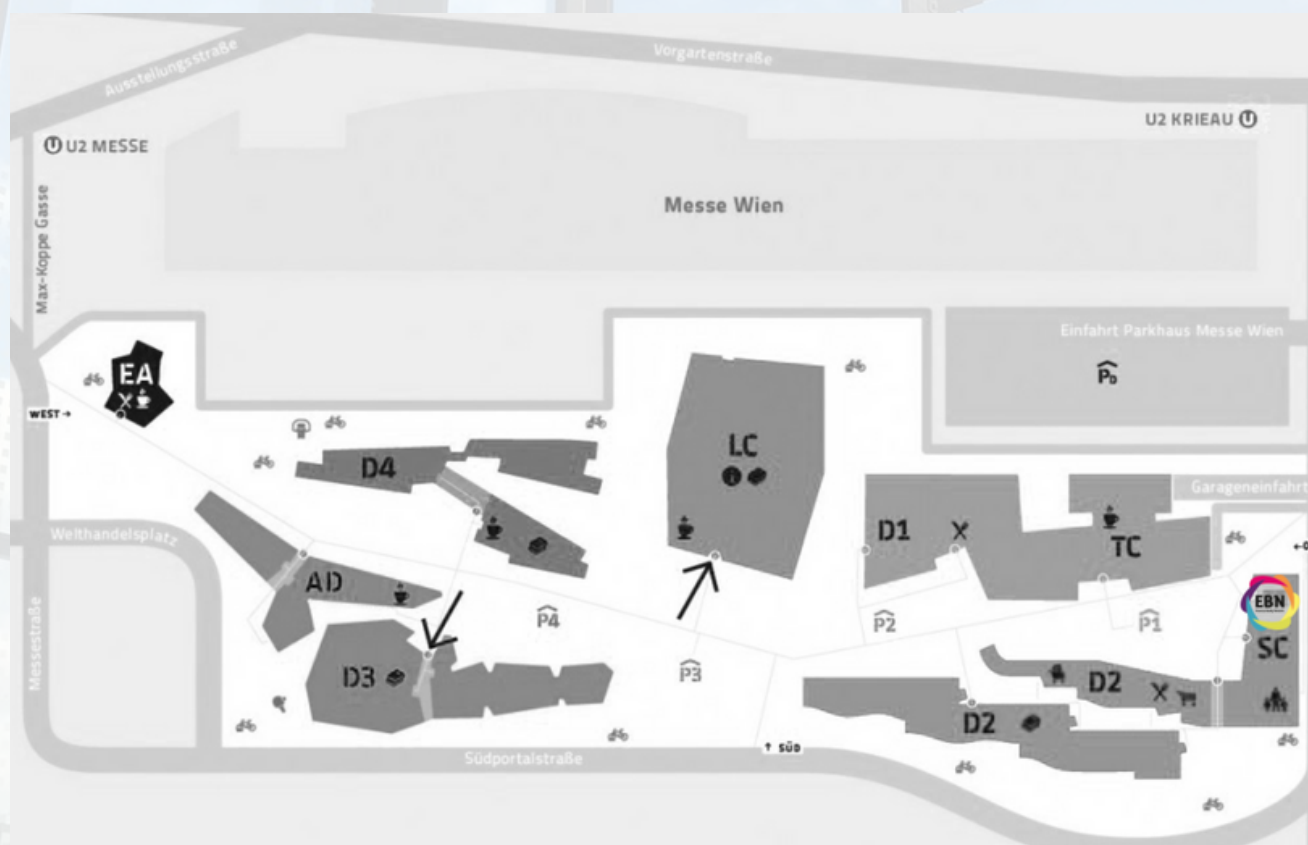 Ausstellungsstraße
Vorgartenstraße
U2 KRIEAU U
U U2 MESSE
Max-Koppe Gasse
Messe Wien
Einfahrt Parkhaus Messe Wien
EA
PD
WEST →
LC
i
D4
Garageneinfahrt
D1
TC
Welthandelsplatz
AD
EBN
P4
P2
P1
SC
D3
P3
D2
D2
Messestraße
↑ SÜD
Südportalstraße